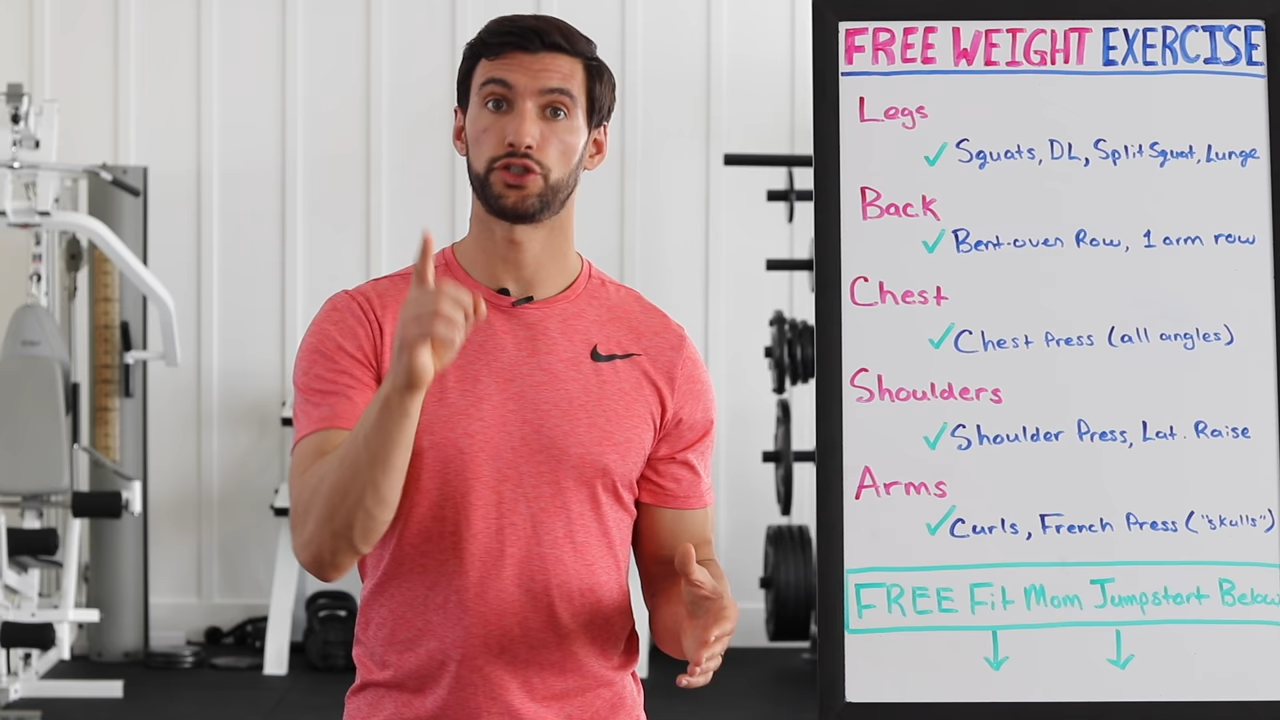 FREE WEIGHT EXERCISE
Legs
✓ Squats, DL, Split Squat, Lunge
Back
✓ Bent-over Row, 1 arm row
Chest
✓ Chest Press (all angles)
Shoulders
✓ Shoulder Press, Lat. Raise
Arms
✓ Curls, French Press ("skulls")
FREE Fit Mom Jumpstart Below